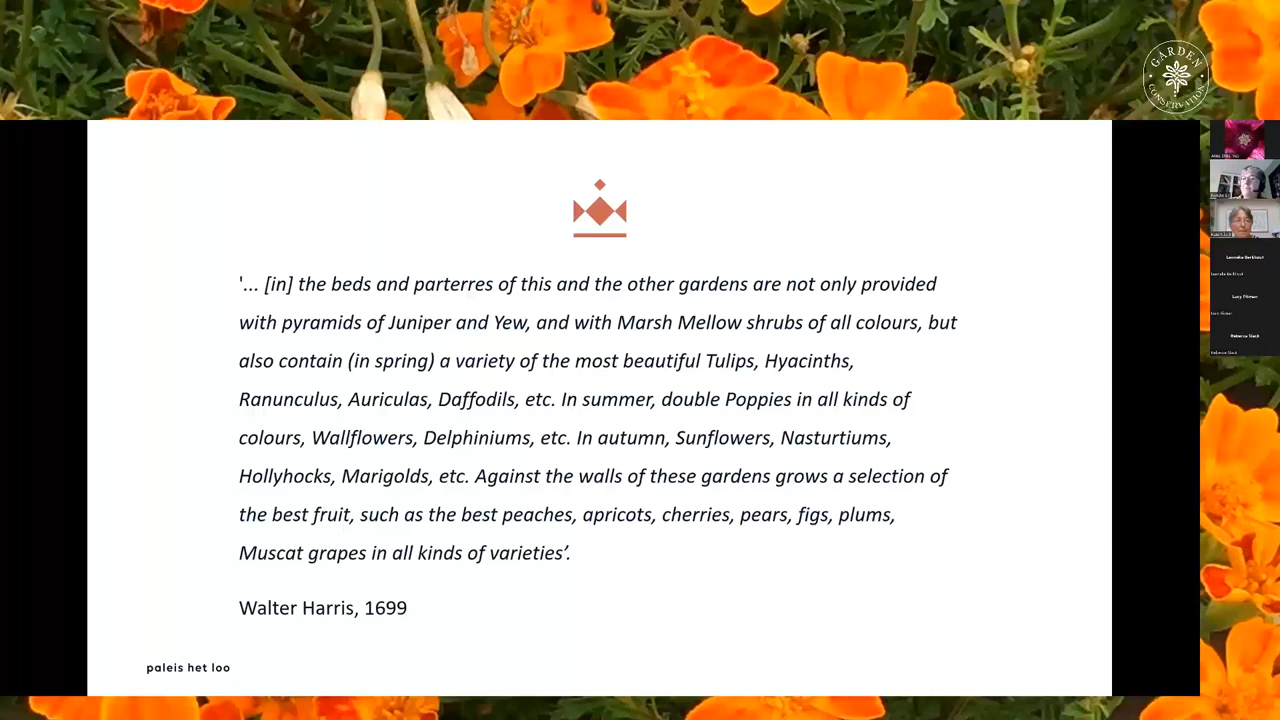 GARDEN
CONSERVATION
'... [in] the beds and parterres of this and the other gardens are not only provided
with pyramids of Juniper and Yew, and with Marsh Mellow shrubs of all colours, but
also contain (in spring) a variety of the most beautiful Tulips, Hyacinths,
Ranunculus, Auriculas, Daffodils, etc. In summer, double Poppies in all kinds of
colours, Wallflowers, Delphiniums, etc. In autumn, Sunflowers, Nasturtiums,
Hollyhocks, Marigolds, etc. Against the walls of these gardens grows a selection of
the best fruit, such as the best peaches, apricots, cherries, pears, figs, plums,
Muscat grapes in all kinds of varieties’.
Walter Harris, 1699
paleis het loo
Rebecca Slack
Rebecca Slack